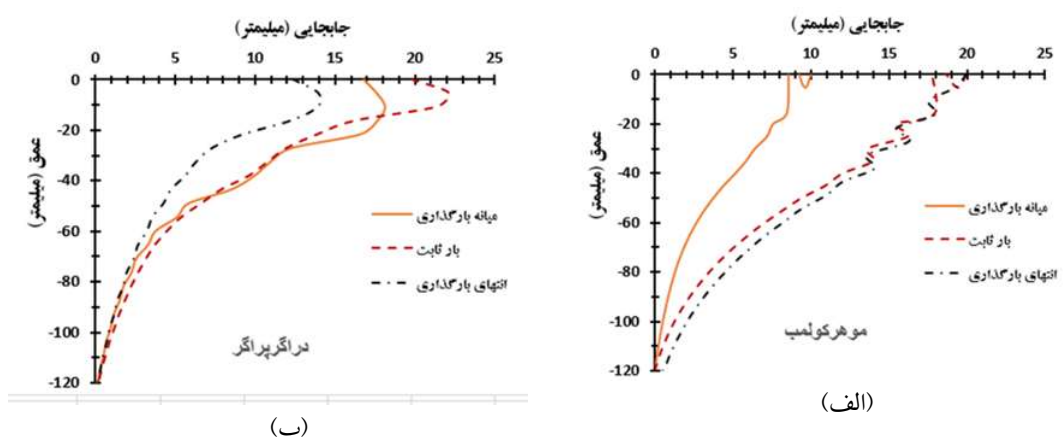 جابجایی (میلیمتر)
0 5 10 15 20 25
عمق (میلیمتر)
0
-20
-40
-60
-80
-100
-120
میانه بارگذاری
بار ثابت
انتهای بارگذاری
موهرکولمب
(الف)
جابجایی (میلیمتر)
0 5 10 15 20 25
عمق (میلیمتر)
0
-20
-40
-60
-80
-100
-120
میانه بارگذاری
بار ثابت
انتهای بارگذاری
دراگرپراگر
(ب)